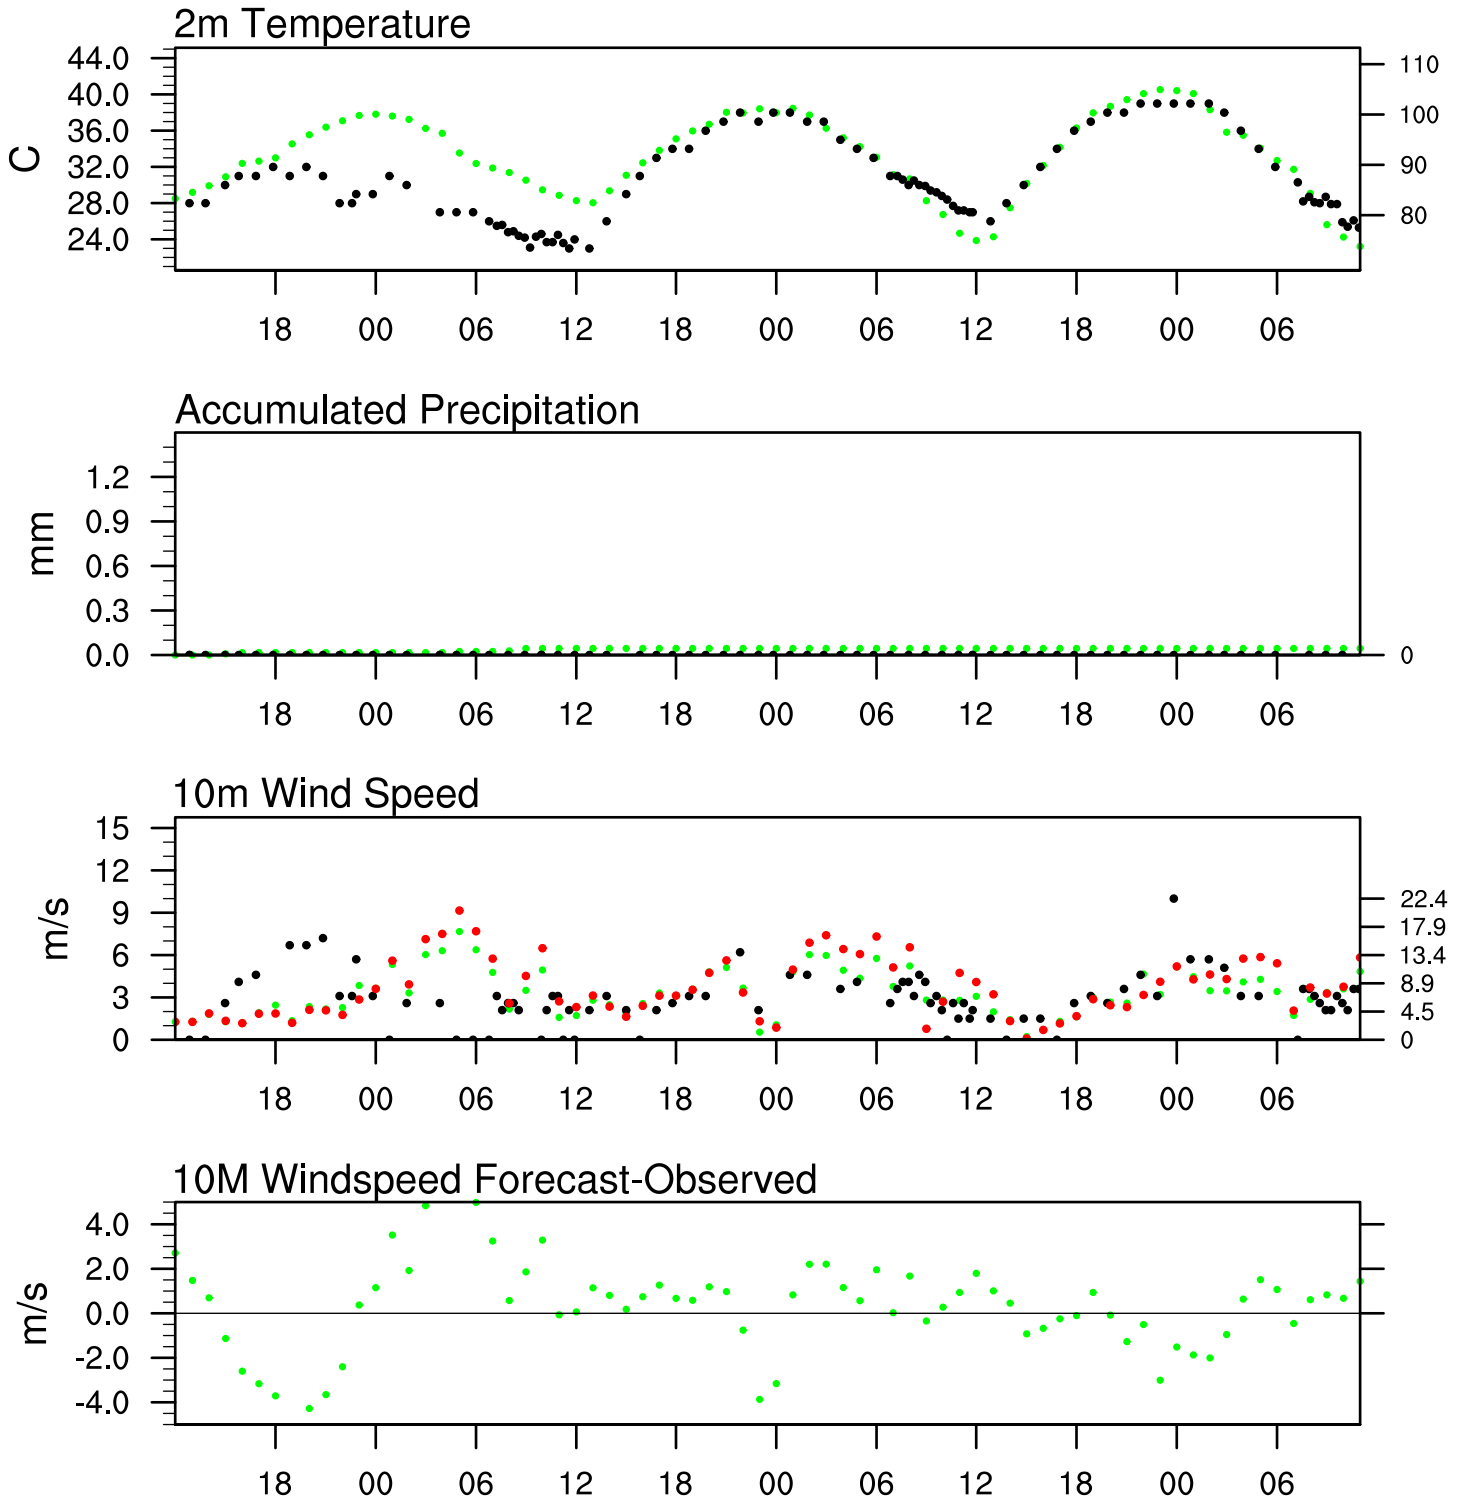 2m Temperature
44.0
40.0
36.0
32.0
28.0
24.0
C
110
100
90
80
18 00 06 12 18 00 06 12 18 00 06
Accumulated Precipitation
1.2
0.9
0.6
0.3
0.0
mm
0
18 00 06 12 18 00 06 12 18 00 06
10m Wind Speed
15
12
9
6
3
0
m/s
22.4
17.9
13.4
8.9
4.5
0
18 00 06 12 18 00 06 12 18 00 06
10M Windspeed Forecast-Observed
4.0
2.0
0.0
-2.0
-4.0
m/s
18 00 06 12 18 00 06 12 18 00 06